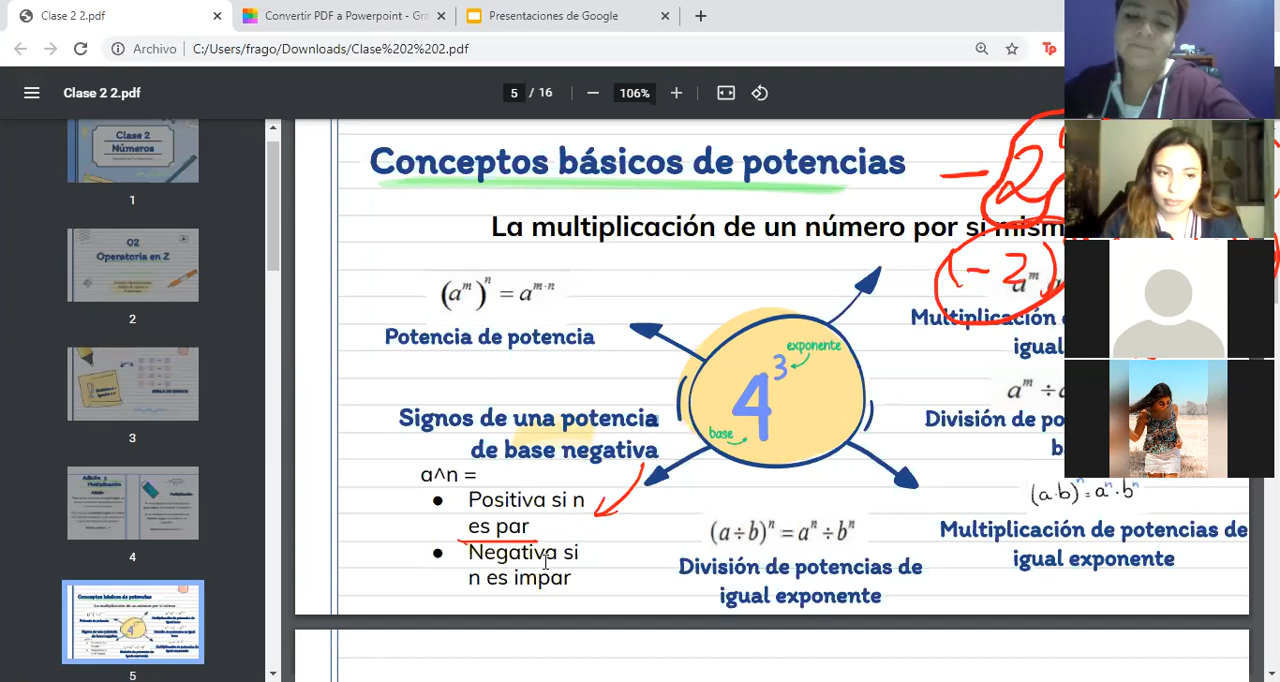 Clase 2 2.pdf
Convertir PDF a Powerpoint - Gra
Presentaciones de Google
Archivo
C:/Users/frago/Downloads/Clase%202%202.pdf
Clase 2 2.pdf
5 / 16
106%
Clase 2
Números
1
02
Operatoria en Z
2
3
4
5
Conceptos básicos de potencias
La multiplicación de un número por si mism
- 2
(- 2)
(a^m)^n = a^m·n
Potencia de potencia
a^m
Multiplicación
igual
exponente
4^3
base
a^m ÷
División de po
Signos de una potencia
de base negativa
a^n =
● Positiva si n
es par
● Negativa si
n es impar
(a÷b)^n = a^n ÷ b^n
División de potencias de
igual exponente
(a·b)^n = a^n · b^n
Multiplicación de potencias de
igual exponente